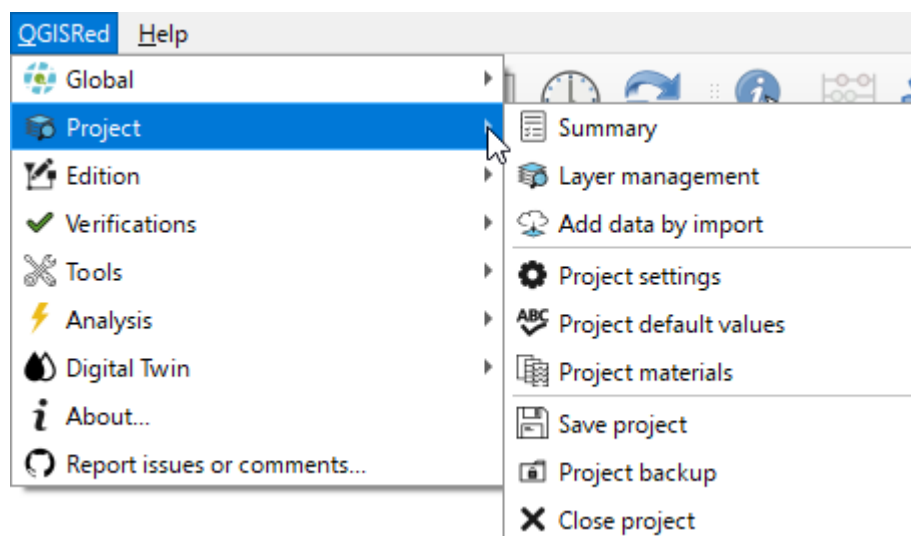 QGISRed Help
Global
Project
Edition
Verifications
Tools
Analysis
Digital Twin
About...
Report issues or comments...
Summary
Layer management
Add data by import
Project settings
ABC
Project default values
Project materials
Save project
Project backup
Close project